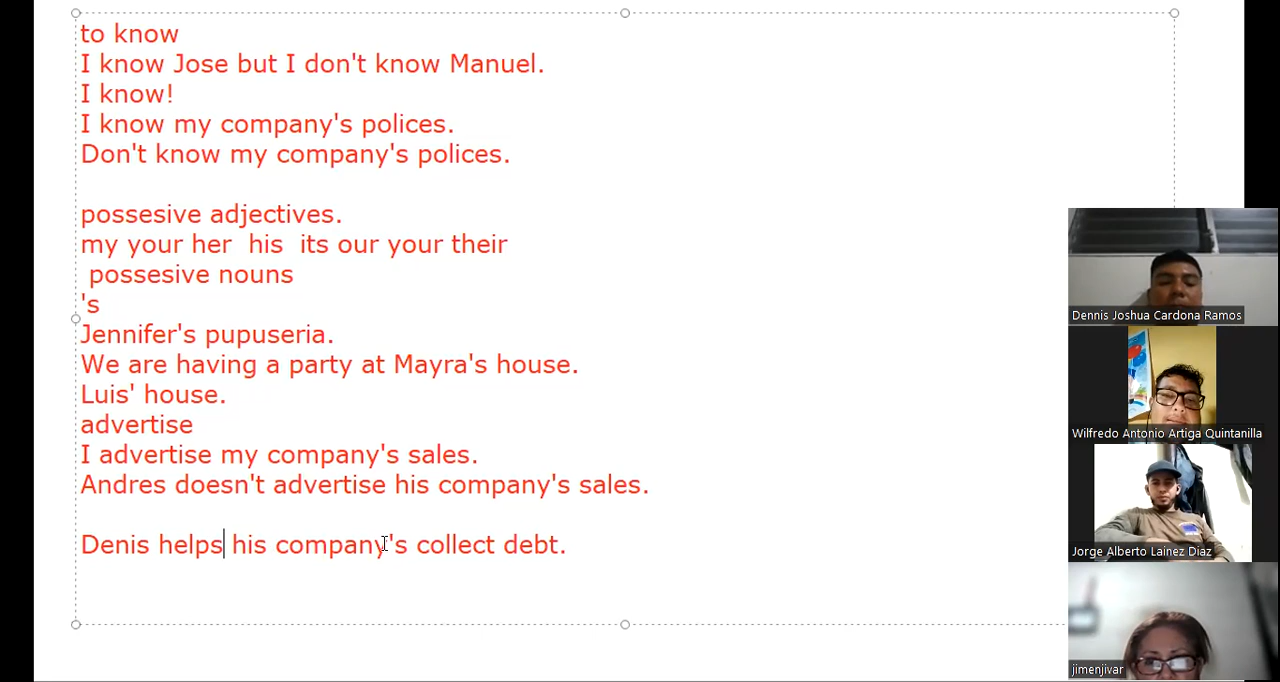 to know
I know Jose but I don't know Manuel.
I know!
I know my company's polices.
Don't know my company's polices.
possesive adjectives.
my your her  his  its our your their
possesive nouns
's
Jennifer's pupuseria.
We are having a party at Mayra's house.
Luis' house.
advertise
I advertise my company's sales.
Andres doesn't advertise his company's sales.
Denis helps his company's collect debt.
Dennis Joshua Cardona Ramos
Wilfredo Antonio Artiga Quintanilla
Jorge Alberto Laínez Diaz
jimenjivar